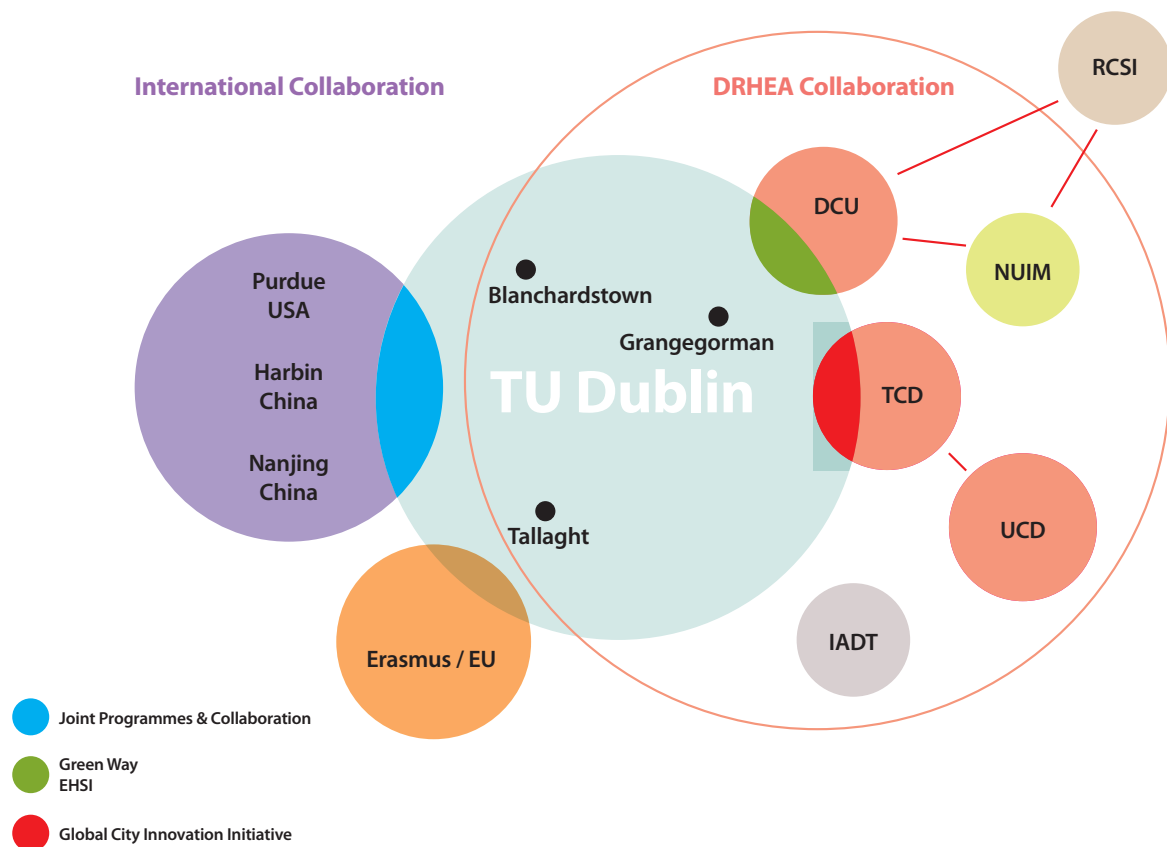 International Collaboration
DRHEA Collaboration
RCSI
DCU
NUIM
Purdue
USA
Harbin
China
Nanjing
China
Blanchardstown
Grangegorman
TU Dublin
TCD
Tallaght
UCD
IADT
Erasmus / EU
Joint Programmes & Collaboration
Green Way
EHSI
Global City Innovation Initiative